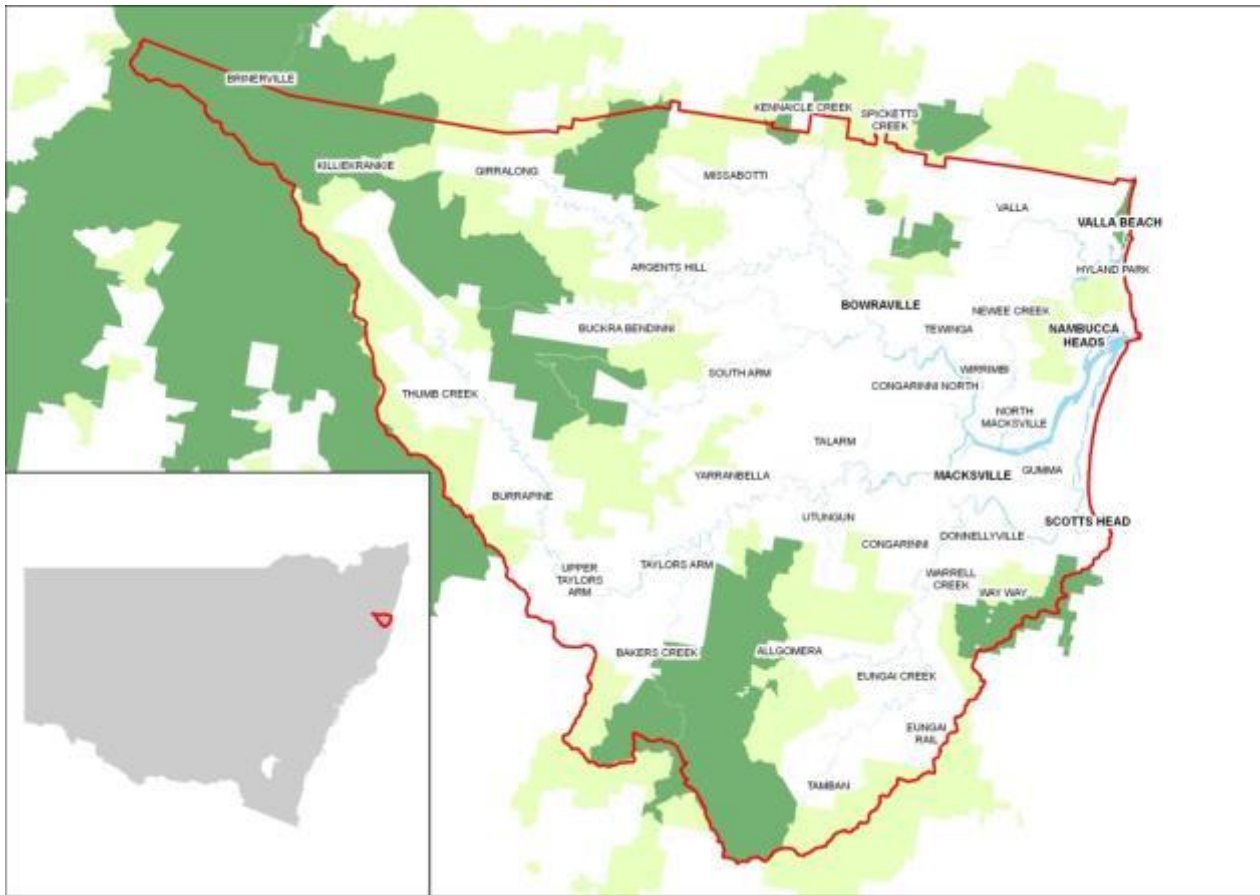 BRINERVILLE
KENNAICLE CREEK
SPICKETTS
CREEK
KILLIEKRANKIE
GIRRALONG
MISSABOTTI
VALLA
VALLA BEACH
ARGENTS HILL
HYLAND PARK
BOWRAVILLE
NEWEE CREEK
BUCKRA BENDINNI
TEWINGA
NAMBUCCA
HEADS
SOUTH ARM
WIRRIMBI
CONGARINNI NORTH
THUMB CREEK
NORTH
MACKSVILLE
TALARM
YARRANBELLA
MACKSVILLE
GUMMA
BURRAPINE
UTUNGUN
SCOTTS HEAD
CONGARINNI
DONNELLYVILLE
UPPER
TAYLORS
ARM
TAYLORS ARM
WARRELL
CREEK
WAY WAY
BAKERS CREEK
ALLGOMERA
EUNGAI CREEK
EUNGAI
RAIL
TAMBAN